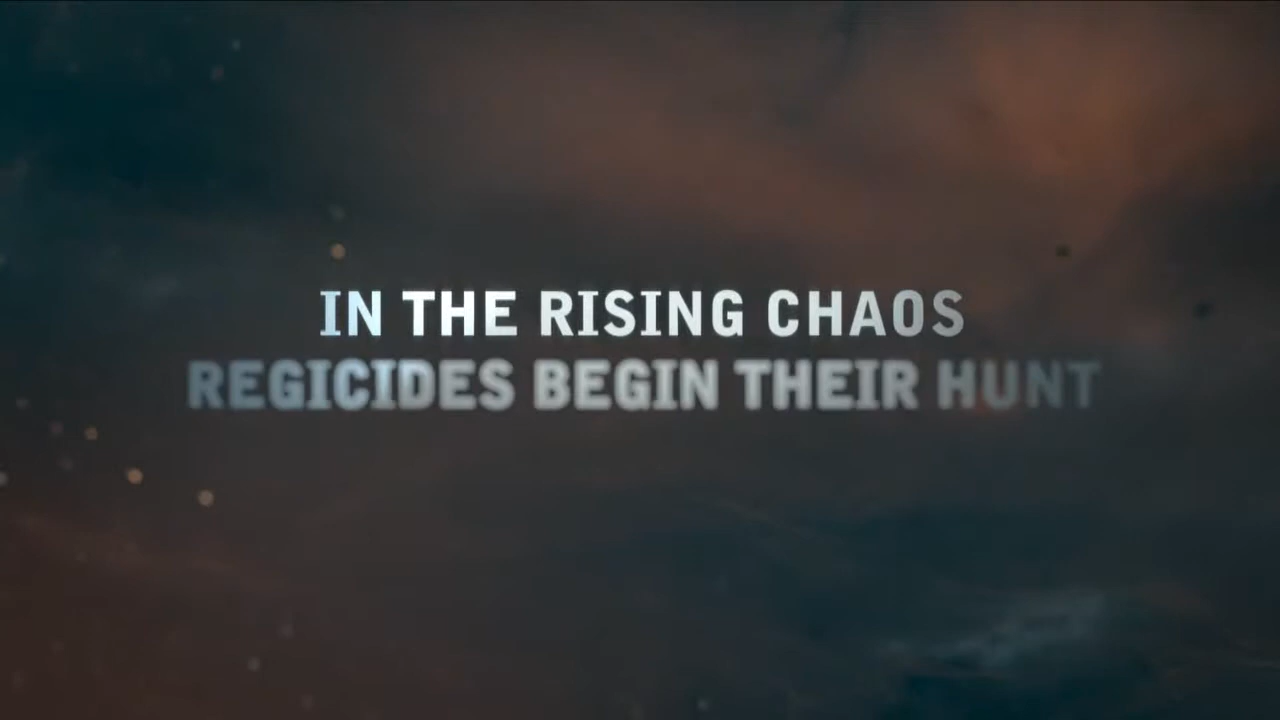 IN THE RISING CHAOS
REGICIDES BEGIN THEIR HUNT